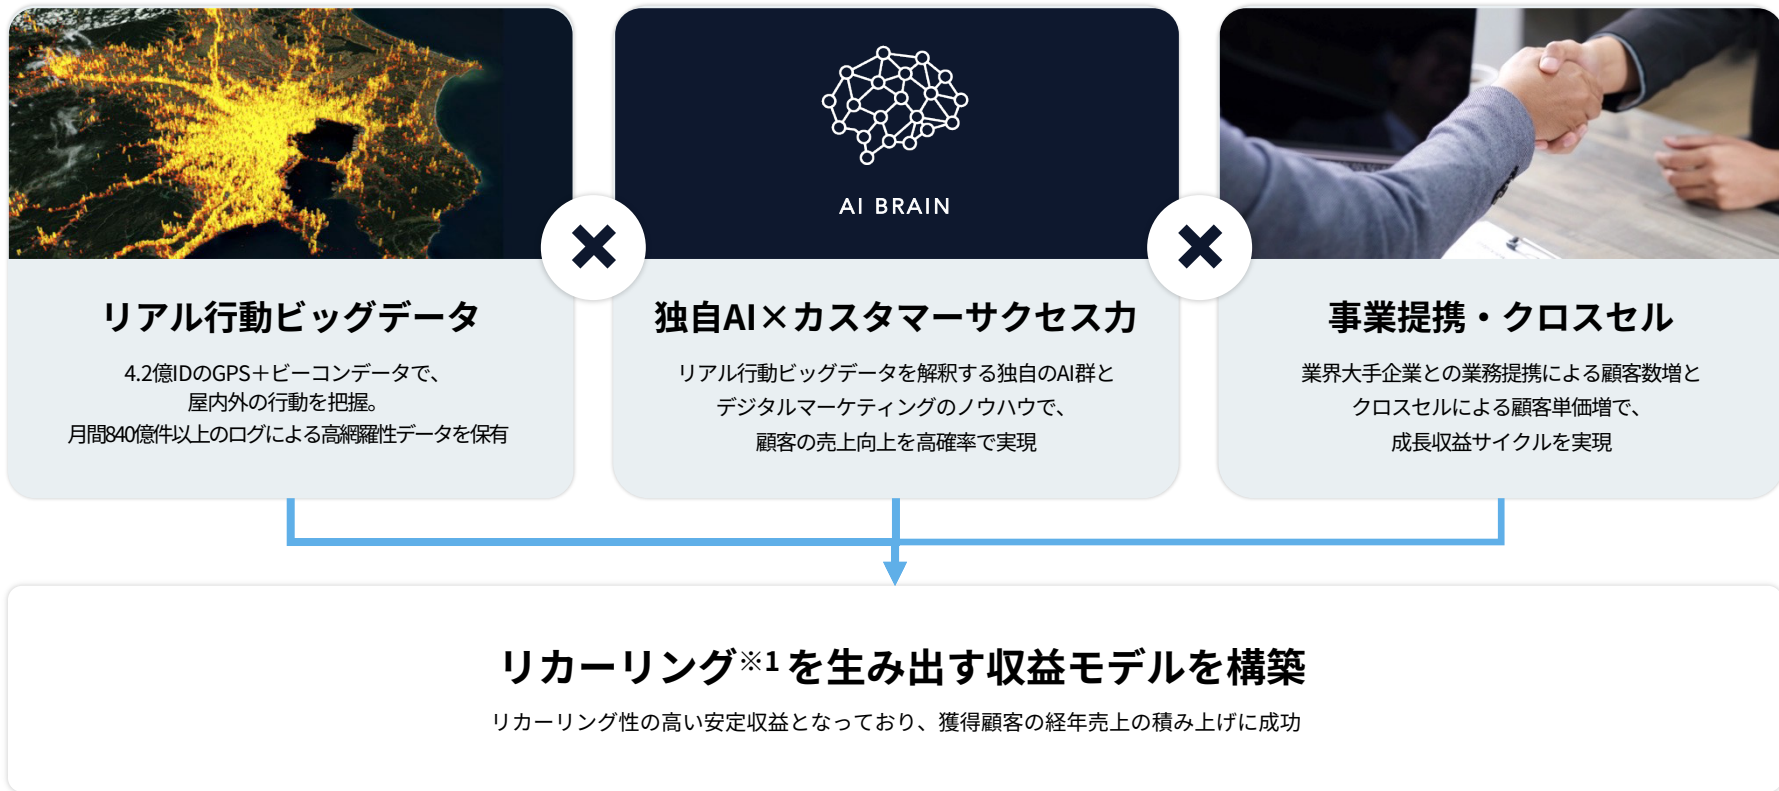 AI BRAIN
リアル行動ビッグデータ
4.2億IDのGPS＋ビーコンデータで、
屋内外の行動を把握。
月間840億件以上のログによる高網羅性データを保有
独自AI×カスタマーサクセス力
リアル行動ビッグデータを解釈する独自のAI群と
デジタルマーケティングのノウハウで、
顧客の売上向上を高確率で実現
事業提携・クロスセル
業界大手企業との業務提携による顧客数増と
クロスセルによる顧客単価増で、
成長収益サイクルを実現
リカーリング※1を生み出す収益モデルを構築
リカーリング性の高い安定収益となっており、獲得顧客の経年売上の積み上げに成功